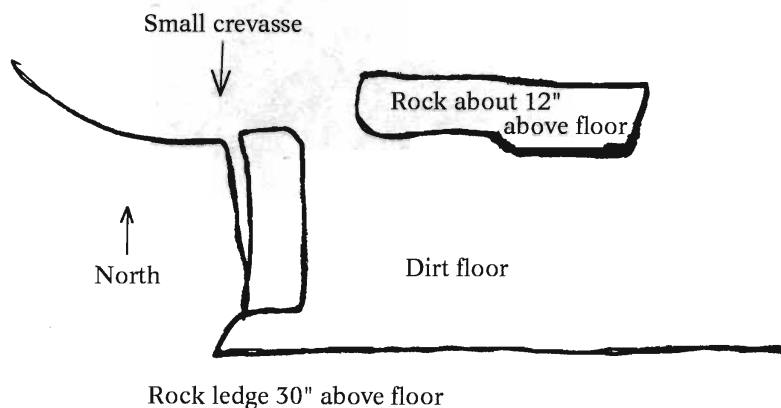 Small crevasse
Rock about 12"
above floor
North
Dirt floor
Rock ledge 30" above floor